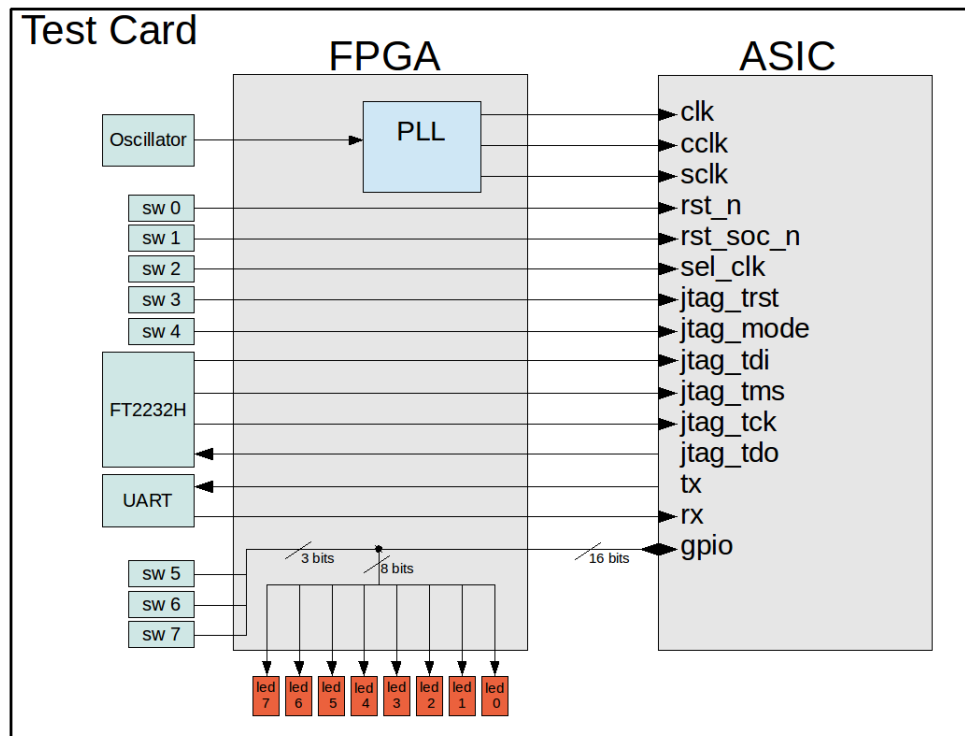 Test Card
FPGA
ASIC
Oscillator
PLL
clk
cclk
sclk
sw 0
rst_n
sw 1
rst_soc_n
sw 2
sel_clk
sw 3
jtag_trst
sw 4
jtag_mode
FT2232H
jtag_tdi
jtag_tms
jtag_tck
jtag_tdo
UART
tx
rx
3 bits
8 bits
16 bits
gpio
sw 5
sw 6
sw 7
led
7
led
6
led
5
led
4
led
3
led
2
led
1
led
0